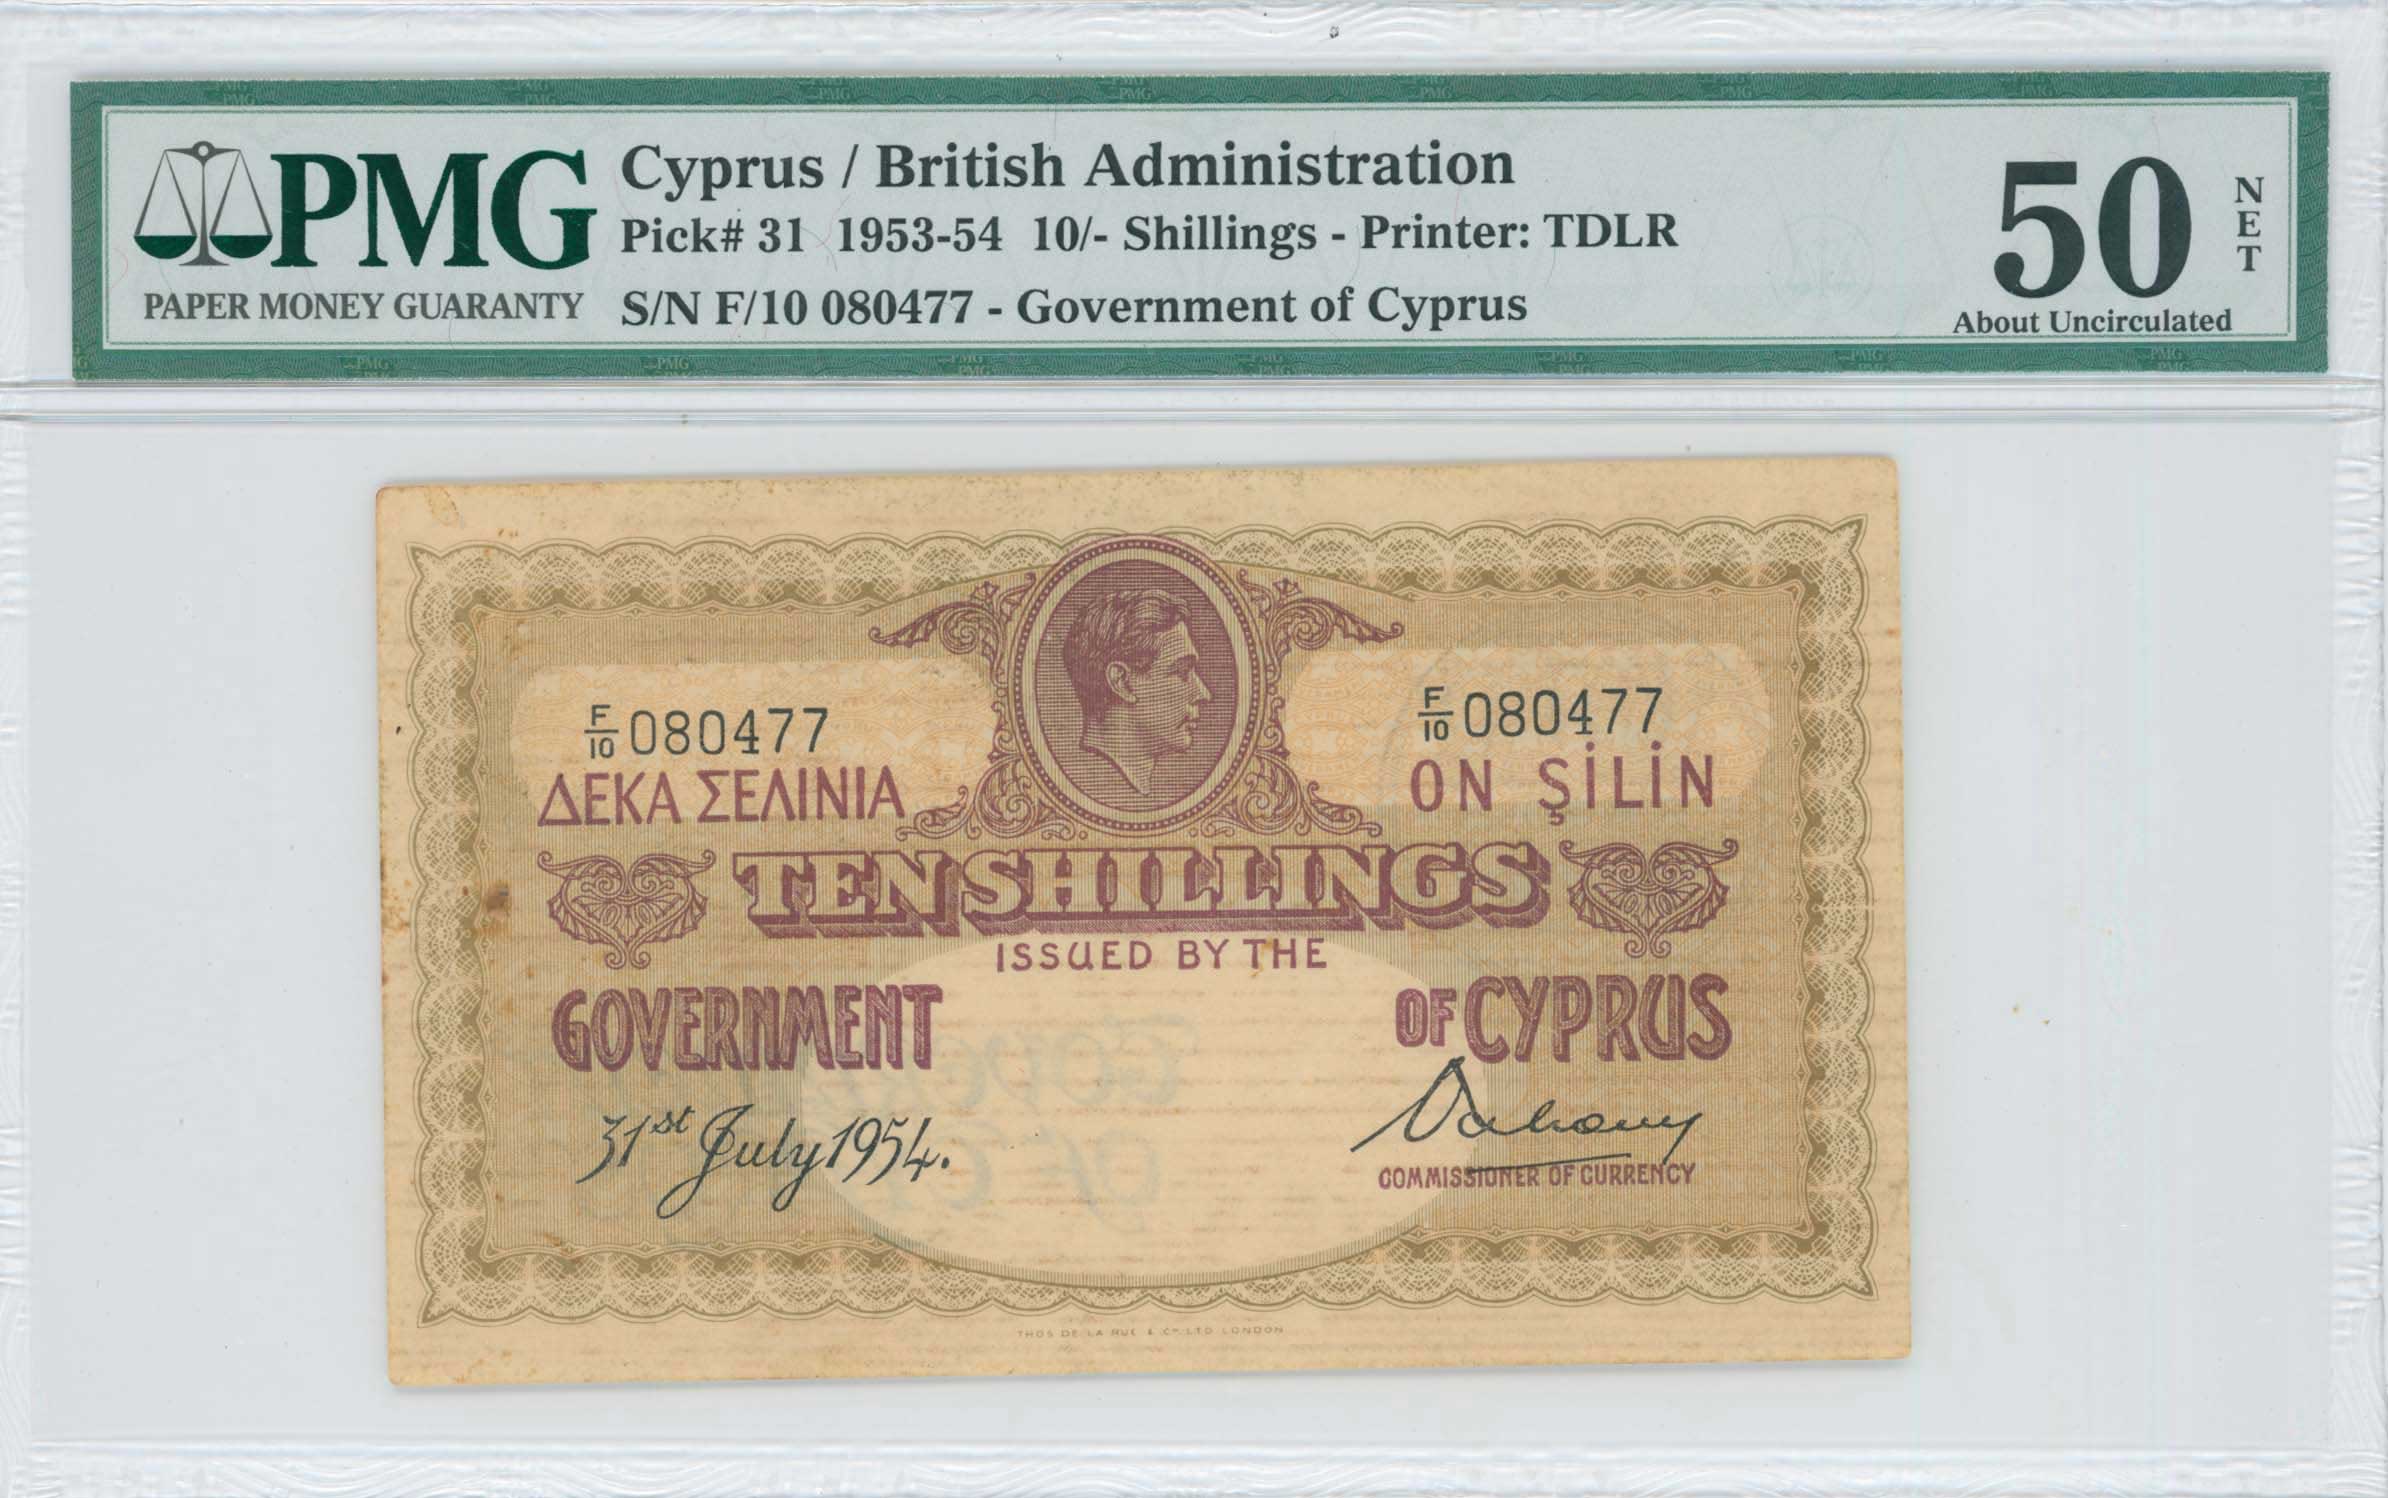 PMG
PAPER MONEY GUARANTY
Cyprus / British Administration
Pick# 31 1953-54 10/- Shillings - Printer: TDLR
S/N F/10 080477 - Government of Cyprus
50
NET
About Uncirculated
F/10 080477
F/10 080477
ΔΕΚΑ ΣΕΛΙΝΙΑ
ON ŞİLİN
TEN SHILLINGS
ISSUED BY THE
GOVERNMENT OF CYPRUS
31st July 1954.
COMMISSIONER OF CURRENCY
THOS DE LA RUE & Co. LTD LONDON